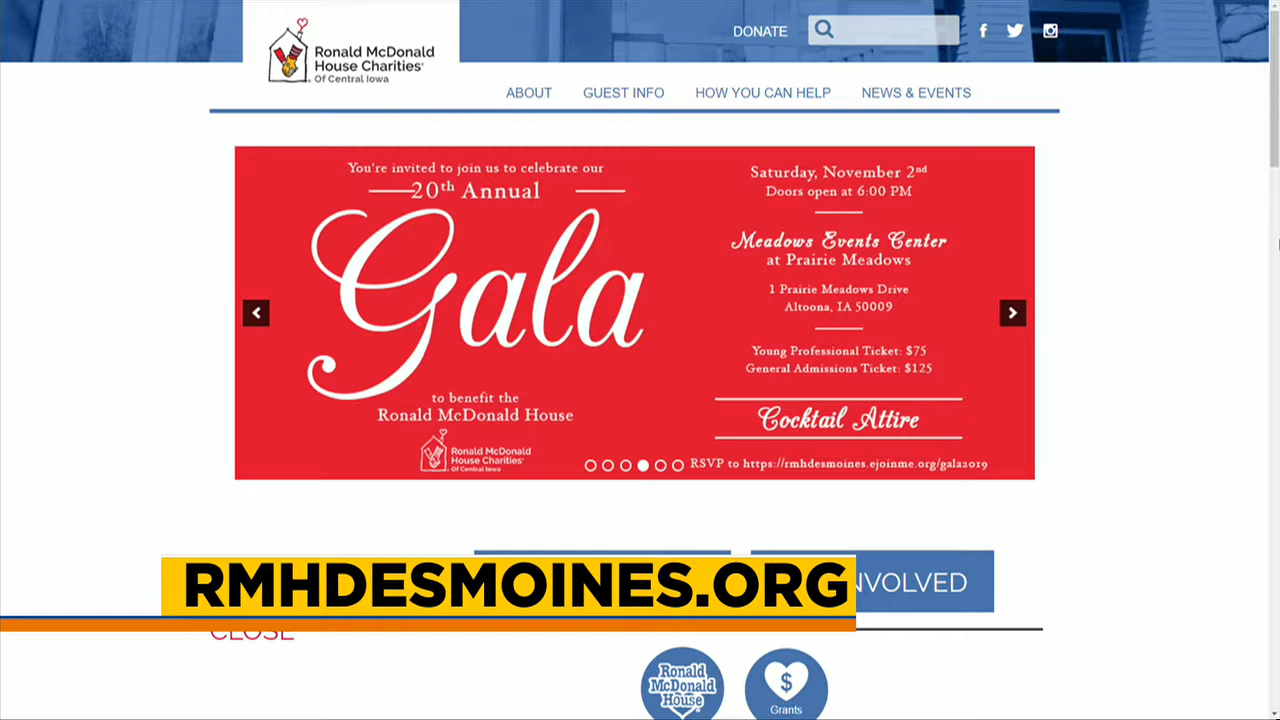 DONATE
Ronald McDonald
House Charities®
Of Central Iowa
ABOUT GUEST INFO HOW YOU CAN HELP NEWS & EVENTS
You're invited to join us to celebrate our
20th Annual
Gala
to benefit the
Ronald McDonald House
Ronald McDonald
House Charities®
Of Central Iowa
Saturday, November 2nd
Doors open at 6:00 PM
Meadows Events Center
at Prairie Meadows
1 Prairie Meadows Drive
Altoona, IA 50009
Young Professional Ticket: $75
General Admissions Ticket: $125
Cocktail Attire
RSVP to https://rmhdesmoines.ejoinme.org/gala2019
RMHDESMOINES.ORG
NVOLVED
CLOSE
Ronald
McDonald
House
$
Grants